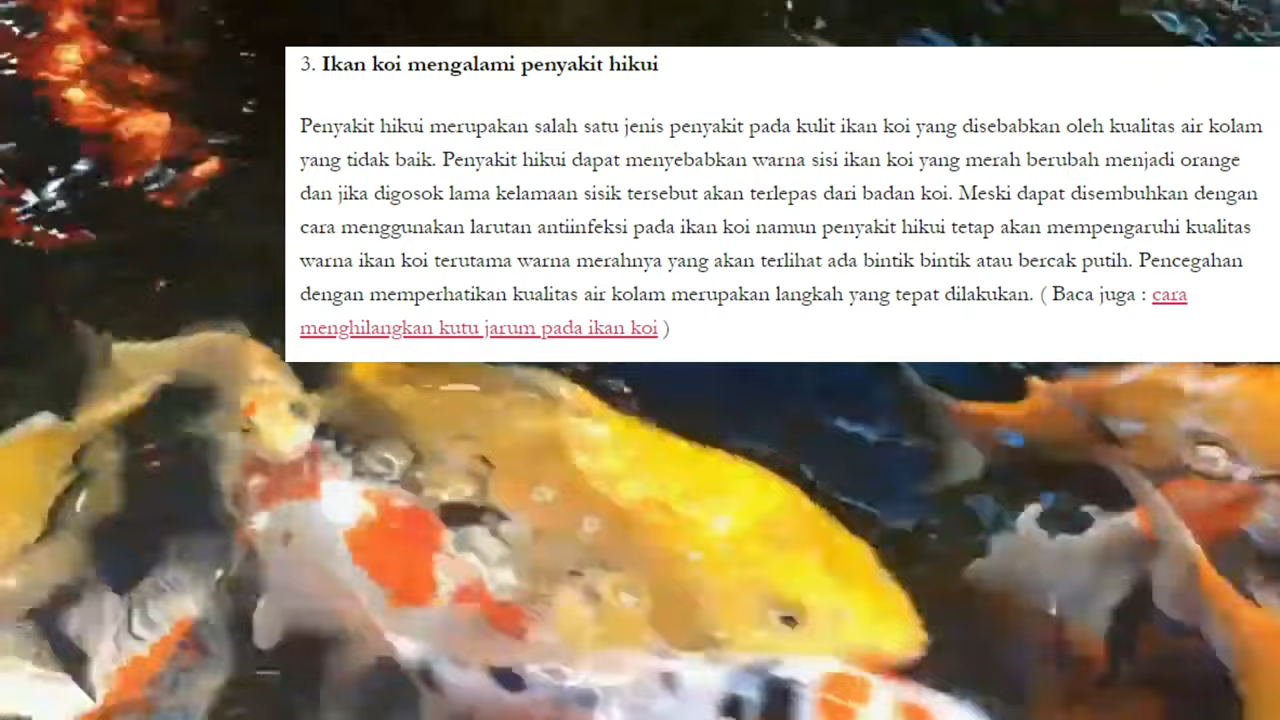 3. Ikan koi mengalami penyakit hikui
Penyakit hikui merupakan salah satu jenis penyakit pada kulit ikan koi yang disebabkan oleh kualitas air kolam
yang tidak baik. Penyakit hikui dapat menyebabkan warna sisi ikan koi yang merah berubah menjadi orange
dan jika digosok lama kelamaan sisik tersebut akan terlepas dari badan koi. Meski dapat disembuhkan dengan
cara menggunakan larutan antiinfeksi pada ikan koi namun penyakit hikui tetap akan mempengaruhi kualitas
warna ikan koi terutama warna merahnya yang akan terlihat ada bintik bintik atau bercak putih. Pencegahan
dengan memperhatikan kualitas air kolam merupakan langkah yang tepat dilakukan. ( Baca juga : cara
menghilangkan kutu jarum pada ikan koi )